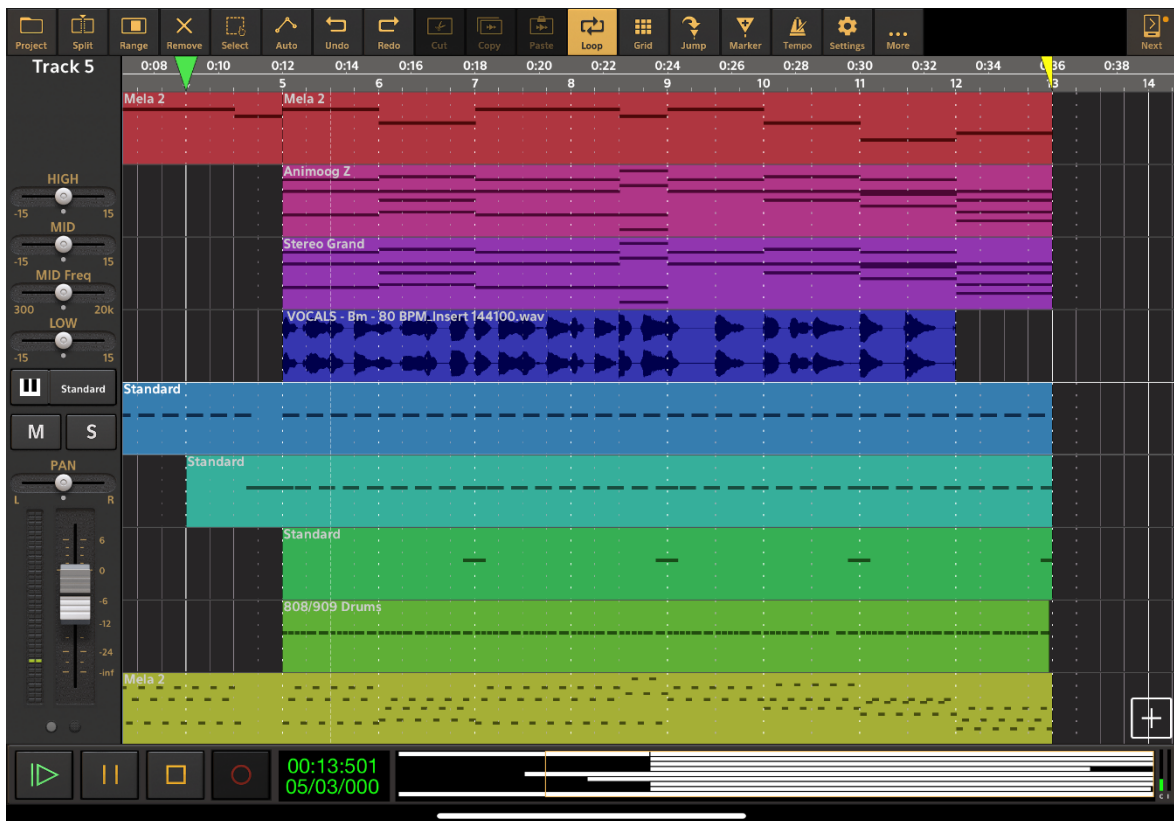 Project Split Range Remove Select Auto Undo Redo Cut Copy Paste Loop Grid Jump Marker Tempo Settings More Next
Track 5
0:08 0:10 0:12 0:14 0:16 0:18 0:20 0:22 0:24 0:26 0:28 0:30 0:32 0:34 0:36 0:38
5 6 7 8 9 10 11 12 13 14
Mela 2 Mela 2
Animoog Z
HIGH
-15 15
MID
-15 15
Stereo Grand
MID Freq
300 20k
VOCALS - Bm - 80 BPM_Insert 144100.wav
LOW
-15 15
Standard
Standard
M S
PAN
L R
Standard
6
0
-6
-12
-24
-inf
Standard
808/909 Drums
Mela 2
00:13:501
05/03/000